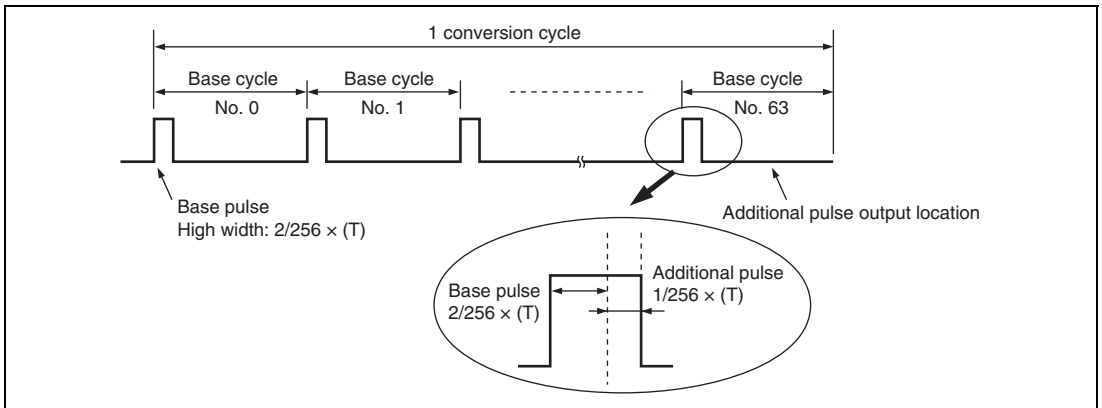 1 conversion cycle
Base cycle
No. 0
Base cycle
No. 1
Base cycle
No. 63
Base pulse
High width: 2/256 × (T)
Additional pulse output location
Base pulse
2/256 × (T)
Additional pulse
1/256 × (T)